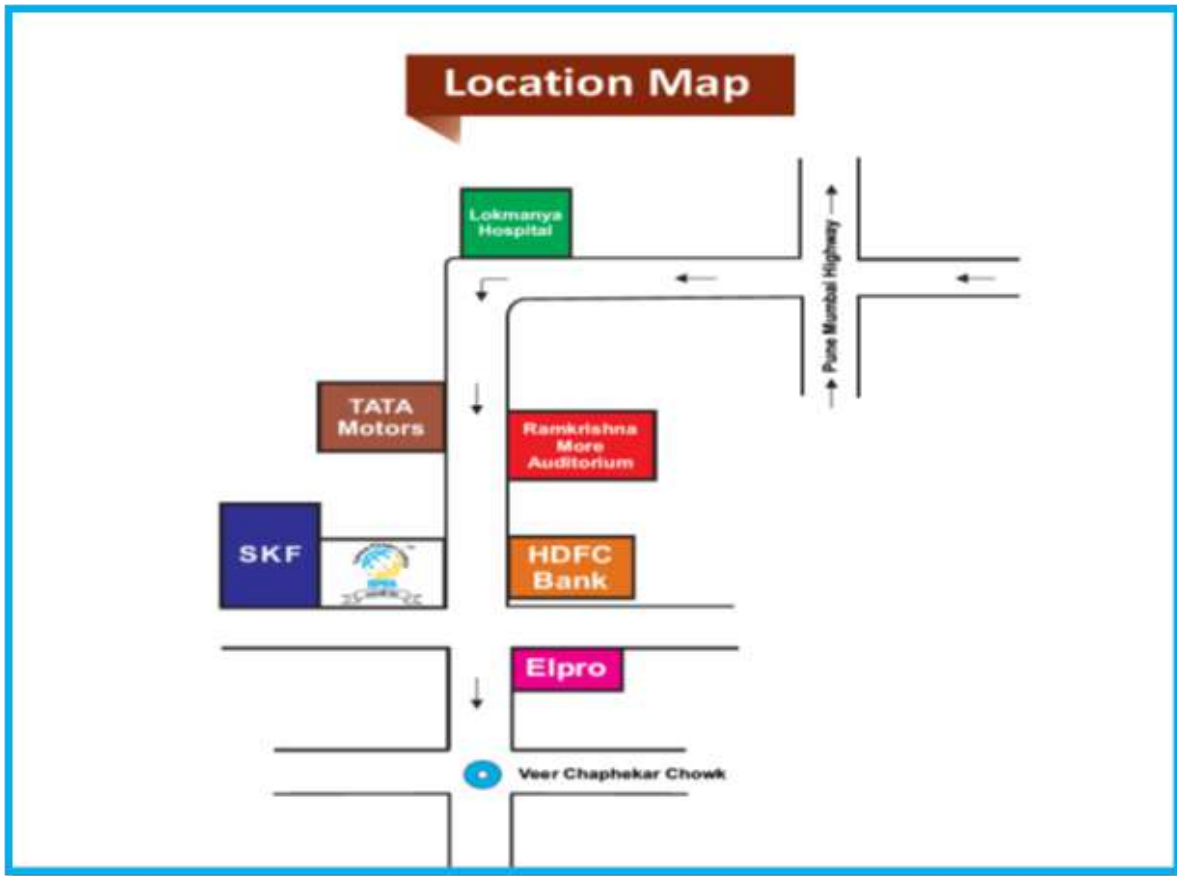 Location Map
Lokmanya
Hospital
Pune Mumbai Highway
TATA
Motors
Ramkrishna
More
Auditorium
SKF
HDFC
Bank
Elpro
Veer Chaphekar Chowk